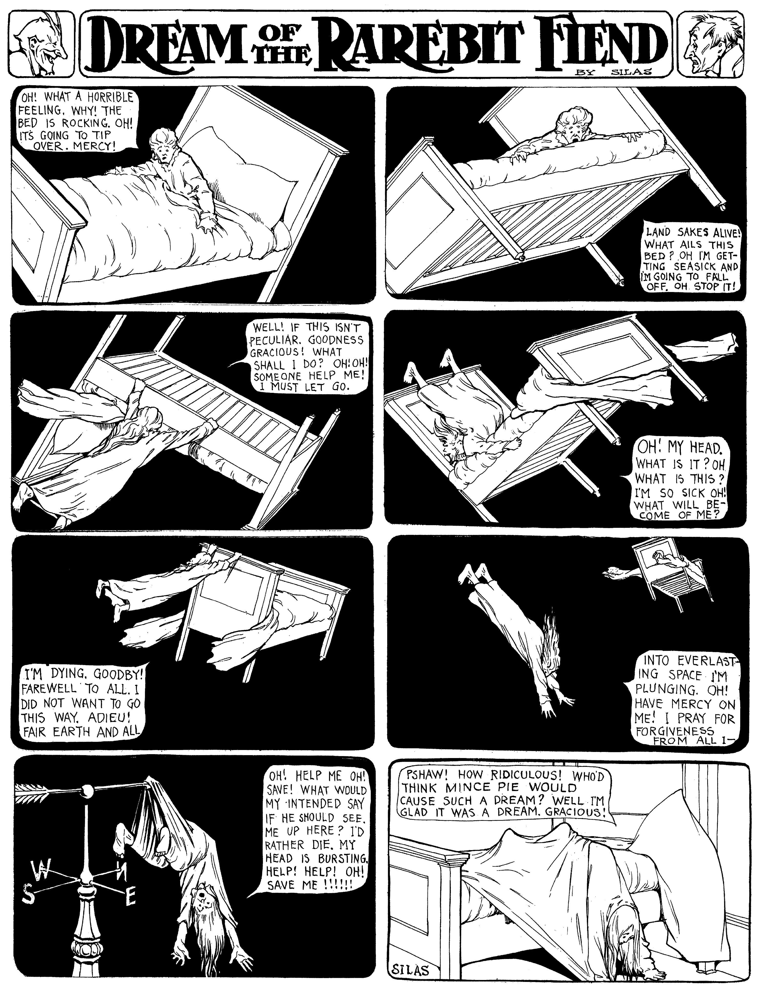 DREAM OF THE RAREBIT FIEND
BY SILAS
OH! WHAT A HORRIBLE
FEELING. WHY! THE
BED IS ROCKING. OH!
ITS GOING TO TIP
OVER. MERCY!
LAND SAKES ALIVE!
WHAT AILS THIS
BED? OH I'M GET-
TING SEASICK AND
I'M GOING TO FALL
OFF. OH STOP IT!
WELL! IF THIS ISN'T
PECULIAR. GOODNESS
GRACIOUS! WHAT
SHALL I DO? OH! OH!
SOMEONE HELP ME!
I MUST LET GO.
OH! MY HEAD.
WHAT IS IT? OH
WHAT IS THIS?
I'M SO SICK OH!
WHAT WILL BE-
COME OF ME?
I'M DYING. GOODBY!
FAREWELL TO ALL. I
DID NOT WANT TO GO
THIS WAY. ADIEU!
FAIR EARTH AND ALL
INTO EVERLAST-
ING SPACE I'M
PLUNGING. OH!
HAVE MERCY ON
ME! I PRAY FOR
FORGIVENESS
FROM ALL I—
OH! HELP ME OH!
SAVE! WHAT WOULD
MY INTENDED SAY
IF HE SHOULD SEE.
ME UP HERE? I'D
RATHER DIE. MY
HEAD IS BURSTING.
HELP! HELP! OH!
SAVE ME !!!!!!
W N
S E
PSHAW! HOW RIDICULOUS! WHO'D
THINK MINCE PIE WOULD
CAUSE SUCH A DREAM? WELL I'M
GLAD IT WAS A DREAM. GRACIOUS!
SILAS